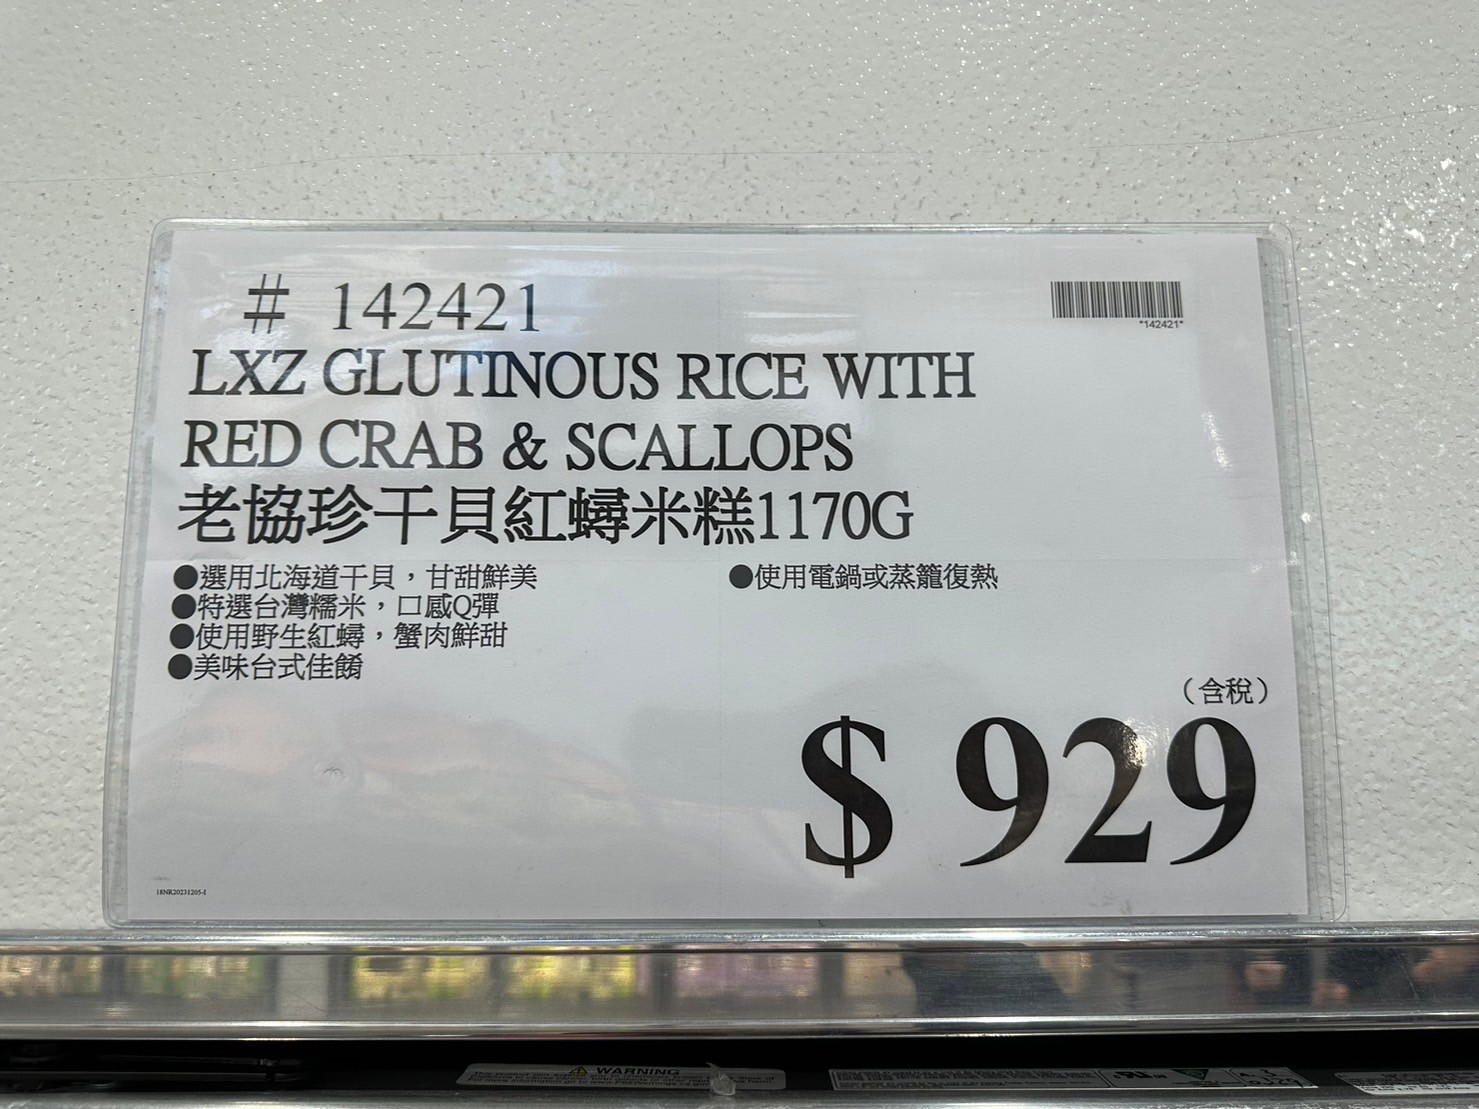 # 142421
*142421*
LXZ GLUTINOUS RICE WITH
RED CRAB & SCALLOPS
老協珍干貝紅蟳米糕1170G
●選用北海道干貝，甘甜鮮美
●特選台灣糯米，口感Q彈
●使用野生紅蟳，蟹肉鮮甜
●美味台式佳餚
●使用電鍋或蒸籠復熱
（含稅）
$ 929
18NR20231205-I
WARNING